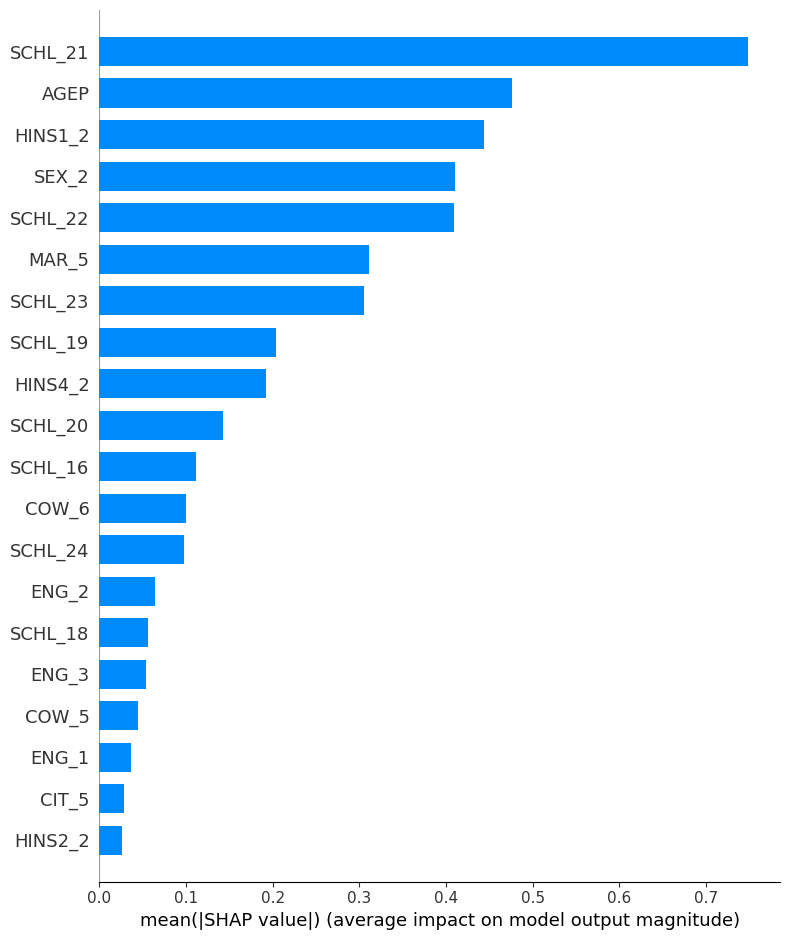 SCHL_21
AGEP
HINS1_2
SEX_2
SCHL_22
MAR_5
SCHL_23
SCHL_19
HINS4_2
SCHL_20
SCHL_16
COW_6
SCHL_24
ENG_2
SCHL_18
ENG_3
COW_5
ENG_1
CIT_5
HINS2_2
0.0 0.1 0.2 0.3 0.4 0.5 0.6 0.7
mean(|SHAP value|) (average impact on model output magnitude)